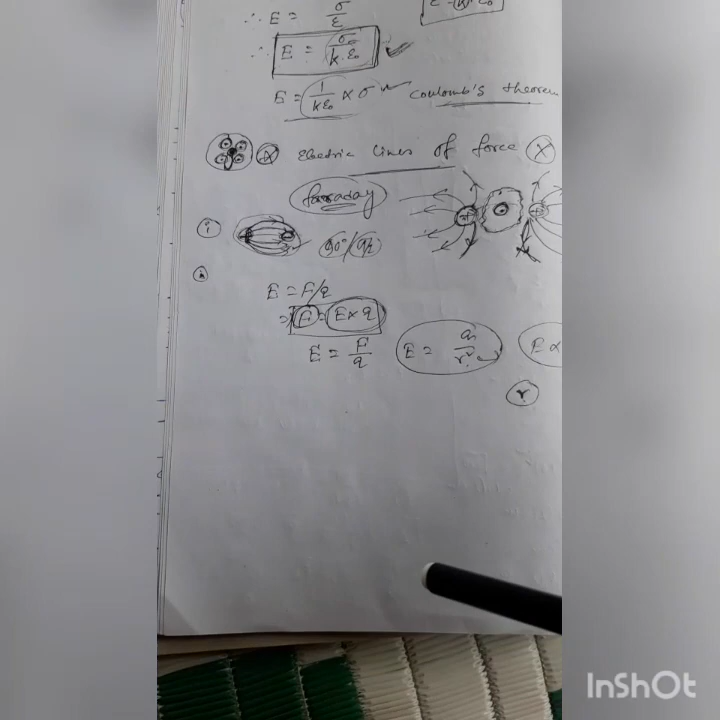 ∴ E = σ/ε
∴ E = σ/k.ε₀
E = 1/kε₀ × σ Coulomb's theorem
Electric lines of force
faraday
i
90°
E = F/q
= F = E×q
E = F/q E = q/r² E ∝
r
InShOt